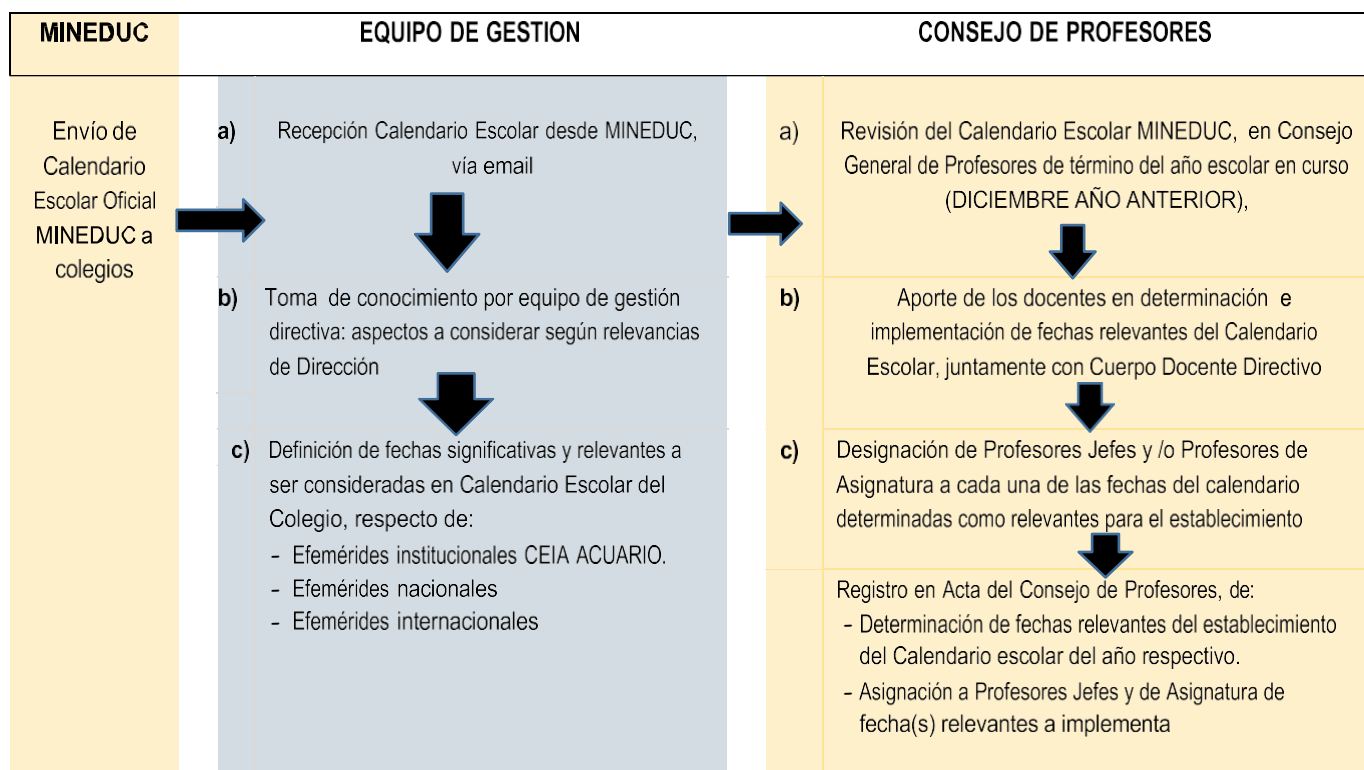 MINEDUC
EQUIPO DE GESTION
CONSEJO DE PROFESORES
Envío de
Calendario
Escolar Oficial
MINEDUC a
colegios
a) Recepción Calendario Escolar desde MINEDUC,
vía email
b) Toma de conocimiento por equipo de gestión
directiva: aspectos a considerar según relevancias
de Dirección
c) Definición de fechas significativas y relevantes a
ser consideradas en Calendario Escolar del
Colegio, respecto de:
- Efemérides institucionales CEIA ACUARIO.
- Efemérides nacionales
- Efemérides internacionales
a) Revisión del Calendario Escolar MINEDUC, en Consejo
General de Profesores de término del año escolar en curso
(DICIEMBRE AÑO ANTERIOR),
b) Aporte de los docentes en determinación e
implementación de fechas relevantes del Calendario
Escolar, juntamente con Cuerpo Docente Directivo
c) Designación de Profesores Jefes y /o Profesores de
Asignatura a cada una de las fechas del calendario
determinadas como relevantes para el establecimiento
Registro en Acta del Consejo de Profesores, de:
- Determinación de fechas relevantes del establecimiento
del Calendario escolar del año respectivo.
- Asignación a Profesores Jefes y de Asignatura de
fecha(s) relevantes a implementa